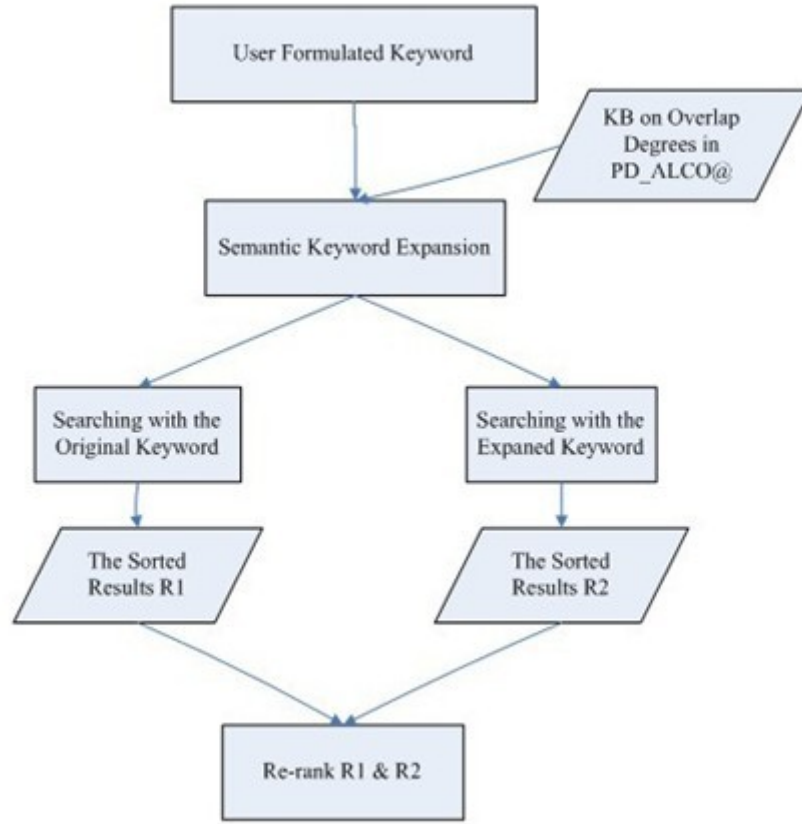 User Formulated Keyword
KB on Overlap
Degrees in
PD_ALCO@
Semantic Keyword Expansion
Searching with the
Original Keyword
Searching with the
Expaned Keyword
The Sorted
Results R1
The Sorted
Results R2
Re-rank R1 & R2